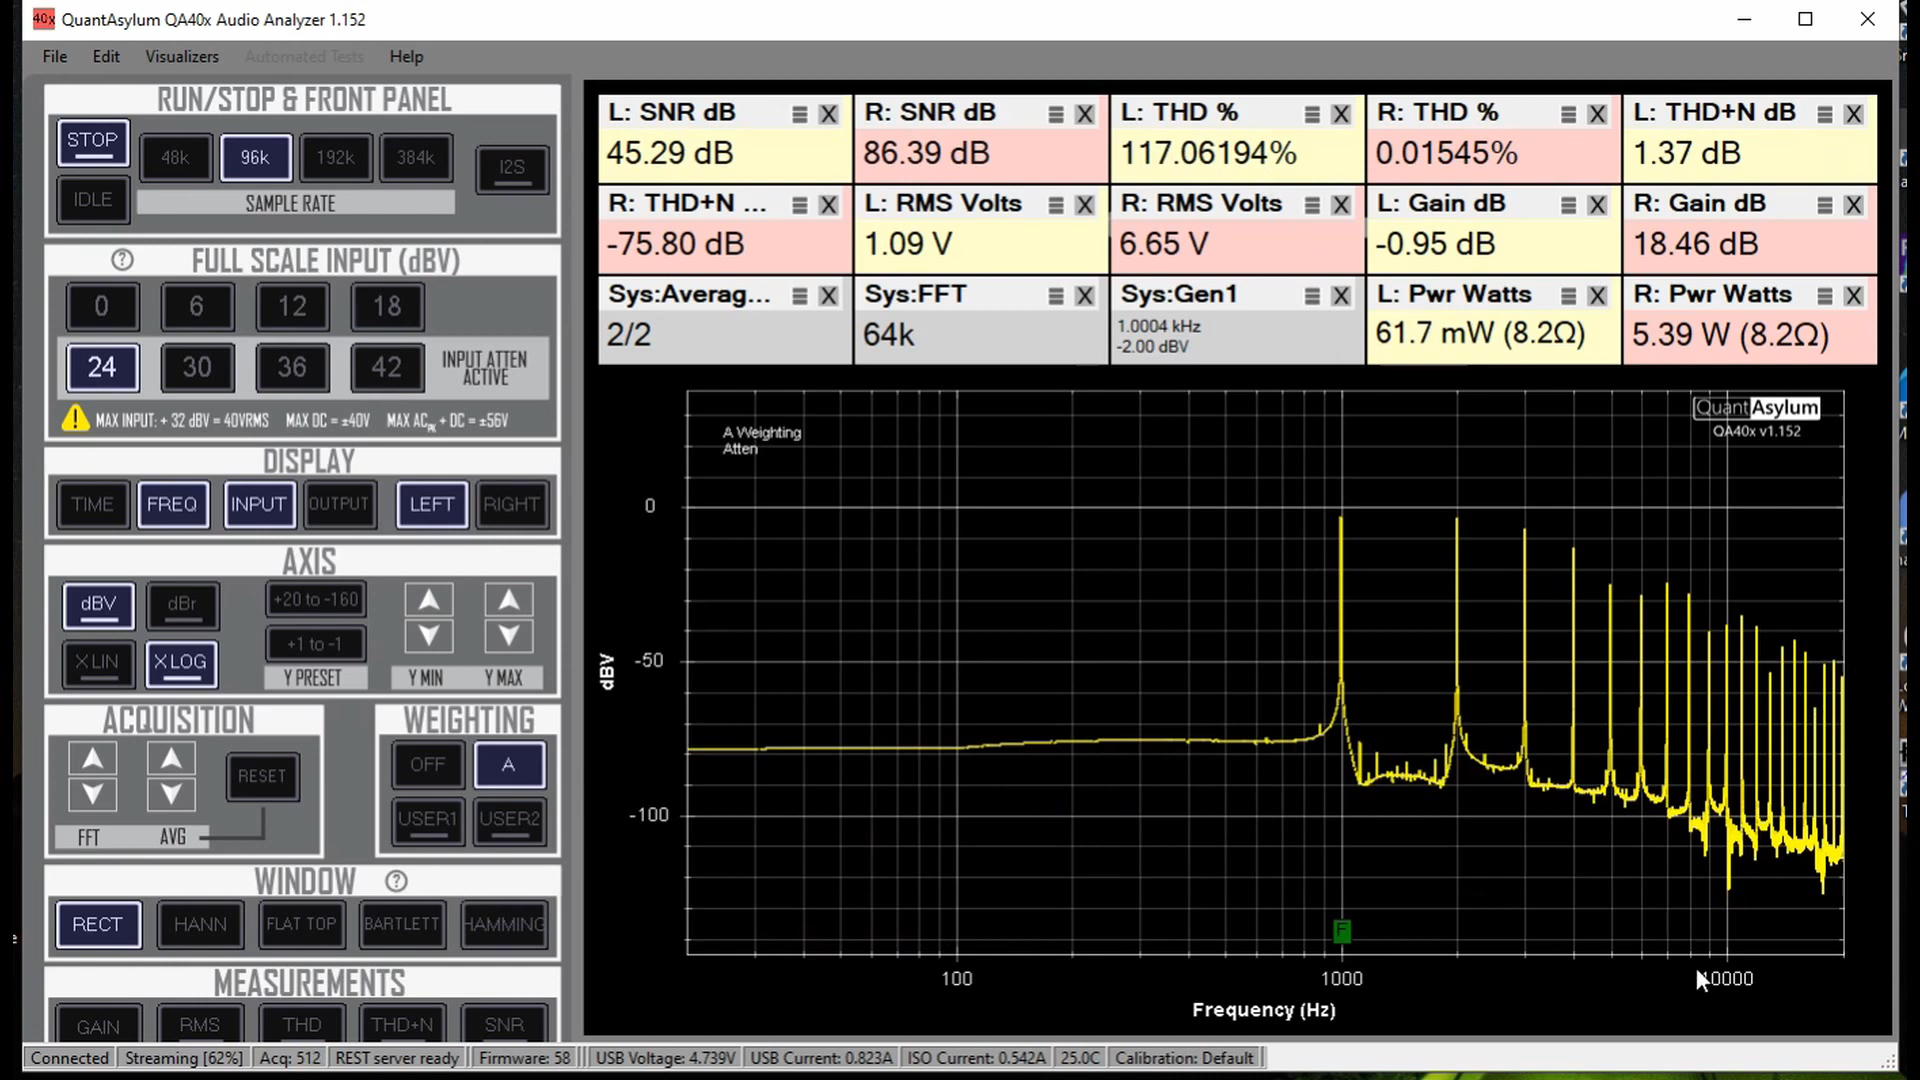 40x QuantAsylum QA40x Audio Analyzer 1.152
File Edit Visualizers Automated Tests Help
RUN/STOP & FRONT PANEL
STOP 48k 96k 192k 384k I2S
IDLE SAMPLE RATE
? FULL SCALE INPUT (dBV)
0 6 12 18
24 30 36 42 INPUT ATTEN ACTIVE
! MAX INPUT: + 32 dBV = 40VRMS MAX DC = ±40V MAX ACPK + DC = ±56V
DISPLAY
TIME FREQ INPUT OUTPUT LEFT RIGHT
AXIS
dBV dBr +20 to -160
XLIN XLOG +1 to -1
Y PRESET Y MIN Y MAX
ACQUISITION
RESET
FFT AVG
WEIGHTING
OFF A
USER1 USER2
WINDOW ?
RECT HANN FLAT TOP BARTLETT HAMMING
MEASUREMENTS
GAIN RMS THD THD+N SNR
L: SNR dB X R: SNR dB X L: THD % X R: THD % X L: THD+N dB X
45.29 dB 86.39 dB 117.06194% 0.01545% 1.37 dB
R: THD+N ... X L: RMS Volts X R: RMS Volts X L: Gain dB X R: Gain dB X
-75.80 dB 1.09 V 6.65 V -0.95 dB 18.46 dB
Sys:Averag... X Sys:FFT X Sys:Gen1 X L: Pwr Watts X R: Pwr Watts X
2/2 64k 1.0004 kHz 61.7 mW (8.2Ω) 5.39 W (8.2Ω)
-2.00 dBV
QuantAsylum
QA40x v1.152
A Weighting
Atten
0
-50
-100
dBV
F
100 1000 10000
Frequency (Hz)
Connected Streaming [62%] Acq: 512 REST server ready Firmware: 58 USB Voltage: 4.739V USB Current: 0.823A ISO Current: 0.542A 25.0C Calibration: Default